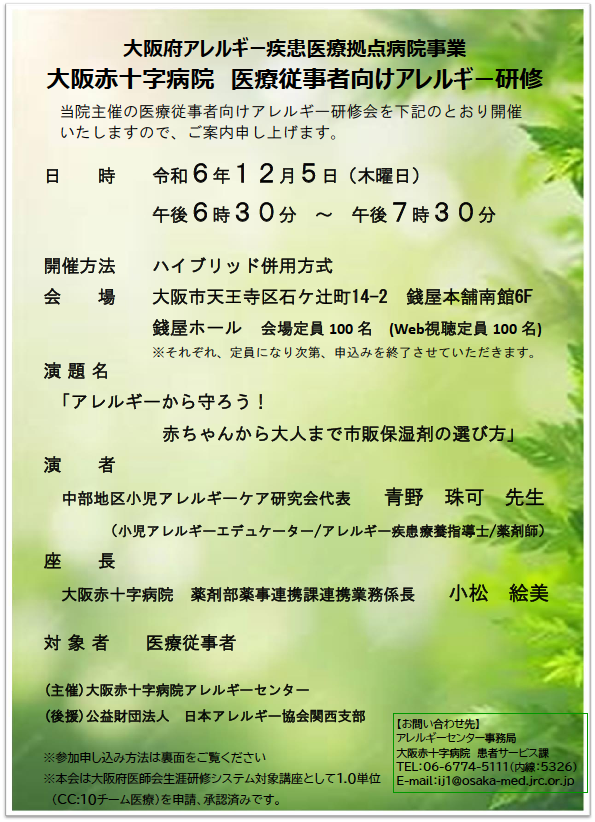 大阪府アレルギー疾患医療拠点病院事業
大阪赤十字病院　医療従事者向けアレルギー研修
当院主催の医療従事者向けアレルギー研修会を下記のとおり開催
いたしますので、ご案内申し上げます。
日　　時　　令和６年１２月５日（木曜日）
午後６時３０分　～　午後７時３０分
開催方法　　ハイブリッド併用方式
会　　場　　大阪市天王寺区石ケ辻町14-2　錢屋本舗南館6F
錢屋ホール　会場定員 100 名　(Web視聴定員 100 名)
※それぞれ、定員になり次第、申込みを終了させていただきます。
演 題 名
「アレルギーから守ろう！
赤ちゃんから大人まで市販保湿剤の選び方」
演　　者
中部地区小児アレルギーケア研究会代表　　青野　珠可　先生
（小児アレルギーエデュケーター/アレルギー疾患療養指導士/薬剤師）
座　　長
大阪赤十字病院　薬剤部薬事連携課連携業務係長　　小松　絵美
対 象 者　　医療従事者
（主催）大阪赤十字病院アレルギーセンター
（後援）公益財団法人　日本アレルギー協会関西支部
※参加申し込み方法は裏面をご覧ください
※本会は大阪府医師会生涯研修システム対象講座として1.0単位
（CC:10チーム医療）を申請、承認済みです。
【お問い合わせ先】
アレルギーセンター事務局
大阪赤十字病院 患者サービス課
TEL:06-6774-5111(内線:5326)
E-mail:ij1@osaka-med.jrc.or.jp